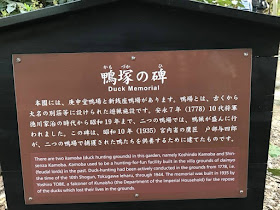 かもづか ひ
鴨塚の碑
Duck Memorial
本園には、庚申堂鴨場と新銭座鴨場があります。鴨場とは、古くから
大名の別荘等に設けられた遊猟施設です。安永7年 (1778) 10代将軍
徳川家治の時代から昭和19年まで、二つの鴨場では、鴨猟が盛んに行
われました。この碑は、昭和10年 (1935) 宮内省の鷹匠 戸部与四郎
が、二つの鴨場で捕獲された鴨たちを供養するために建てたものです。
There are two kamoba (duck hunting grounds) in this garden, namely Koshindo Kamoba and Shin-
senza Kamoba. Kamoba used to be a hunting-for-fun facility built in the villa grounds of daimyo
(feudal lords) in the past. Duck-hunting had been actively conducted in the grounds from 1778, i.e.
the time of the 10th Shogun, Tokugawa Ieharu, through 1944. The memorial was built in 1935 by
Yoshiro TOBE, a falconer of Kunaisho (the Department of the Imperial Household) for the repose
of the ducks which lost their lives in the grounds.